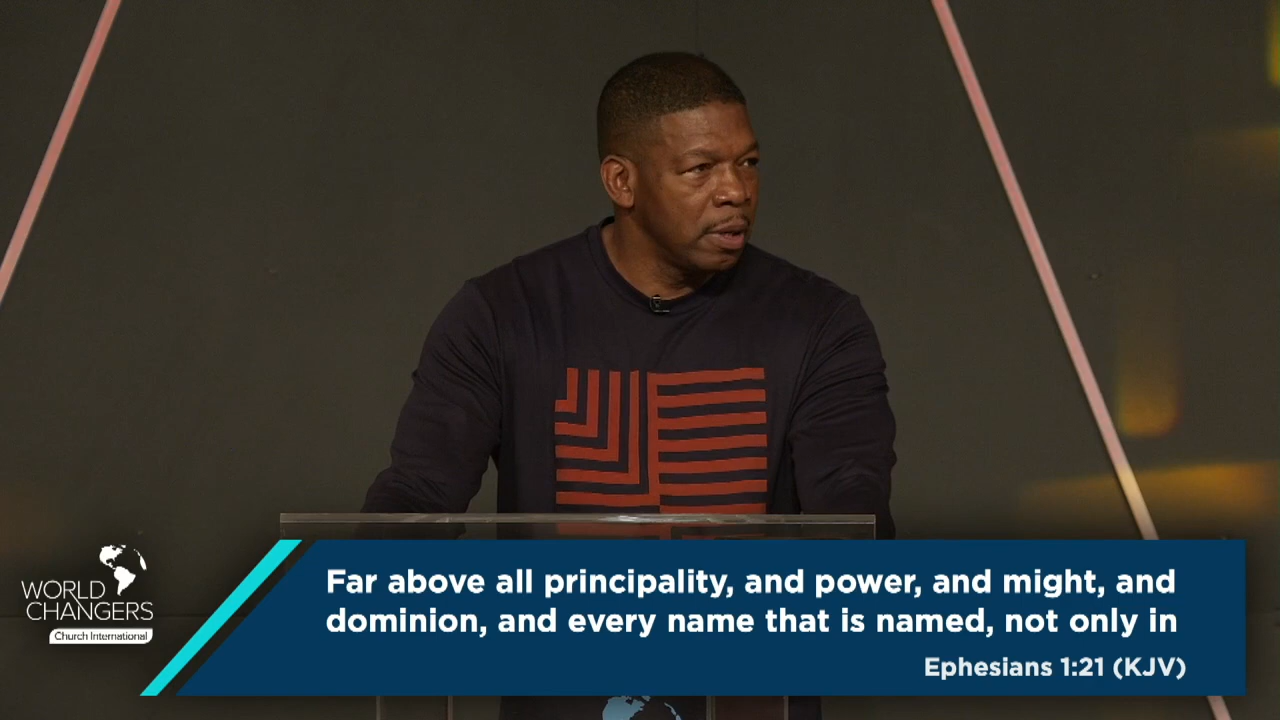 Far above all principality, and power, and might, and
dominion, and every name that is named, not only in
Ephesians 1:21 (KJV)
WORLD
CHANGERS
Church International